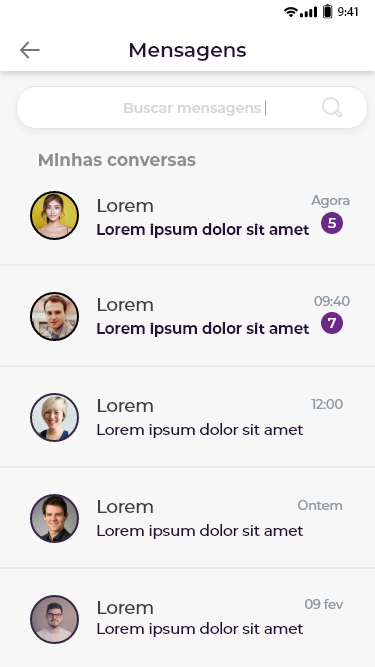 9:41
Mensagens
Buscar mensagens
Minhas conversas
Lorem
Agora
Lorem ipsum dolor sit amet
5
Lorem
09:40
Lorem ipsum dolor sit amet
7
Lorem
12:00
Lorem ipsum dolor sit amet
Lorem
Ontem
Lorem ipsum dolor sit amet
Lorem
09 fev
Lorem ipsum dolor sit amet